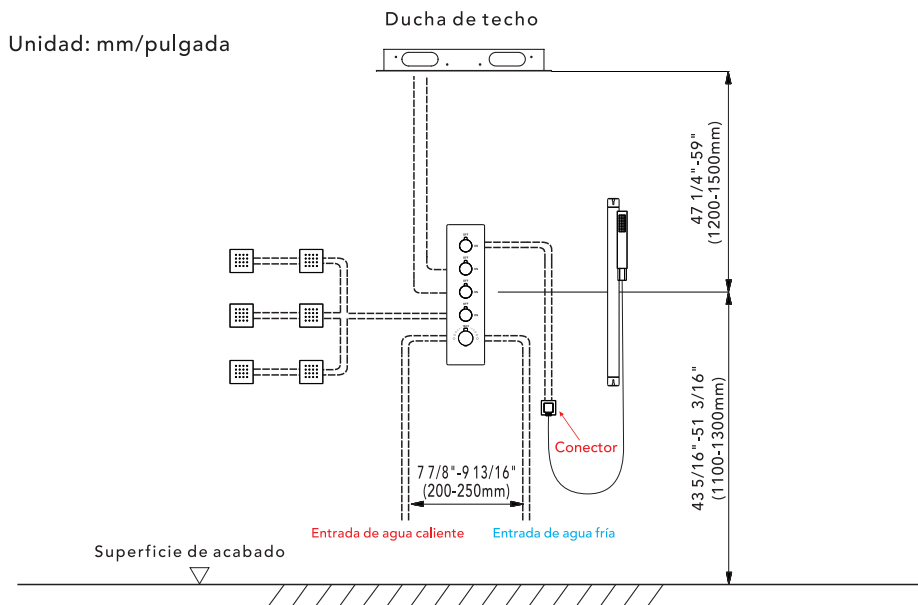 Ducha de techo
Unidad: mm/pulgada
47 1/4"-59"
(1200-1500mm)
43 5/16"-51 3/16"
(1100-1300mm)
Conector
7 7/8"-9 13/16"
(200-250mm)
Entrada de agua caliente
Entrada de agua fría
Superficie de acabado